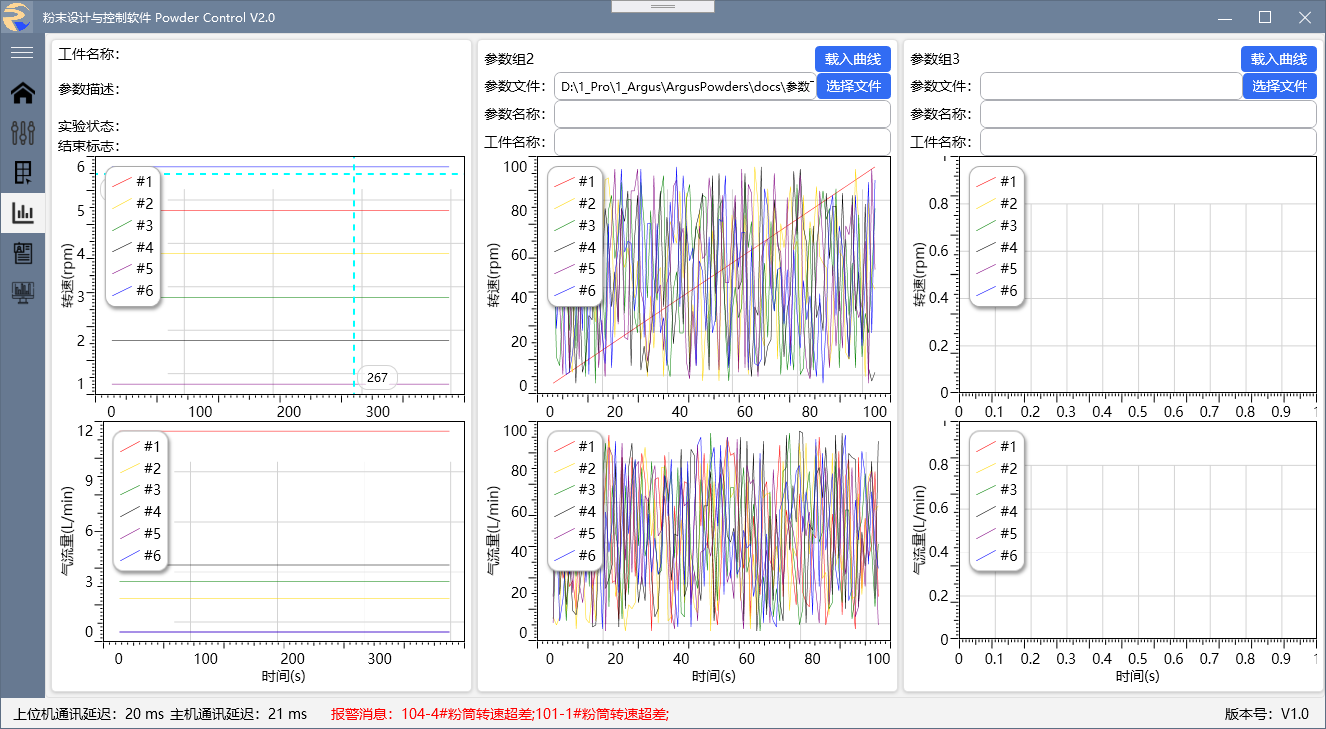 粉末设计与控制软件 Powder Control V2.0
工件名称：
参数描述：
实验状态：
结束标志：
6
5
4
3
2
1
转速(rpm)
#1
#2
#3
#4
#5
#6
267
0 100 200 300
12
9
6
3
0
气流量(L/min)
#1
#2
#3
#4
#5
#6
0 100 200 300
时间(s)
参数组2
载入曲线
参数文件： D:\1_Pro\1_Argus\ArgusPowders\docs\参数 选择文件
参数名称：
工件名称：
100
80
60
40
20
0
转速(rpm)
#1
#2
#3
#4
#5
#6
0 20 40 60 80 100
100
80
60
40
20
0
气流量(L/min)
#1
#2
#3
#4
#5
#6
0 20 40 60 80 100
时间(s)
参数组3
载入曲线
参数文件： 选择文件
参数名称：
工件名称：
1
0.8
0.6
0.4
0.2
0
转速(rpm)
#1
#2
#3
#4
#5
#6
0 0.1 0.2 0.3 0.4 0.5 0.6 0.7 0.8 0.9 1
1
0.8
0.6
0.4
0.2
0
气流量(L/min)
#1
#2
#3
#4
#5
#6
0 0.1 0.2 0.3 0.4 0.5 0.6 0.7 0.8 0.9 1
时间(s)
上位机通讯延迟：20 ms 主机通讯延迟：21 ms 报警消息：104-4#粉筒转速超差;101-1#粉筒转速超差; 版本号：V1.0